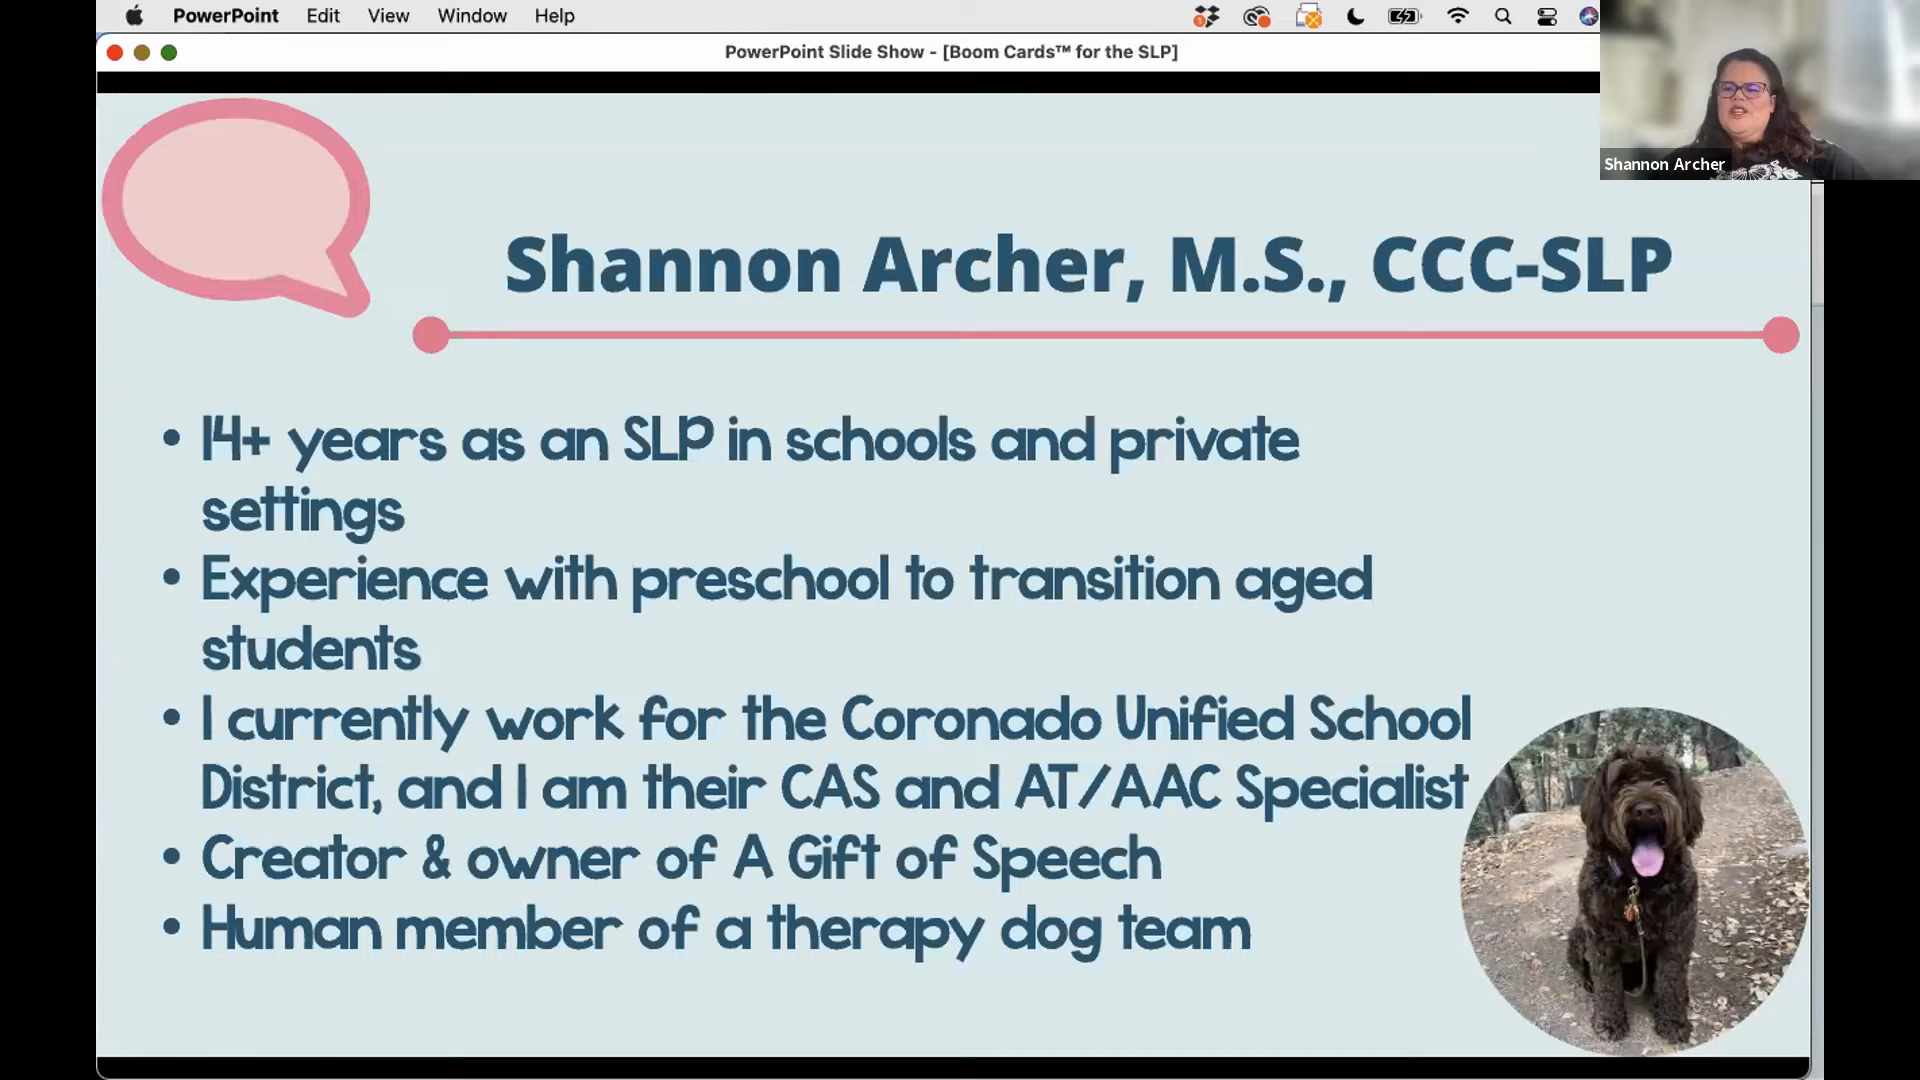 PowerPoint Edit View Window Help
PowerPoint Slide Show - [Boom Cards™ for the SLP]
Shannon Archer
Shannon Archer, M.S., CCC-SLP
• 14+ years as an SLP in schools and private
settings
• Experience with preschool to transition aged
students
• I currently work for the Coronado Unified School
District, and I am their CAS and AT/AAC Specialist
• Creator & owner of A Gift of Speech
• Human member of a therapy dog team